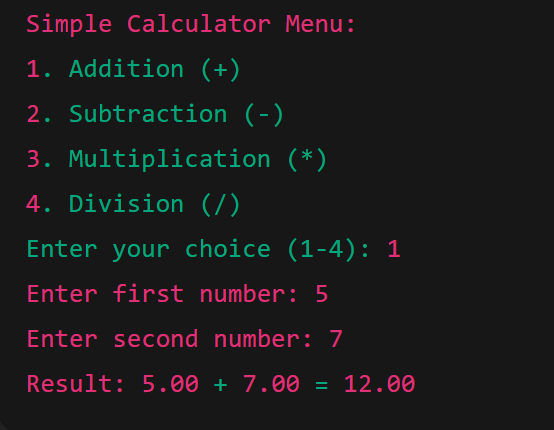 Simple Calculator Menu:
1. Addition (+)
2. Subtraction (-)
3. Multiplication (*)
4. Division (/)
Enter your choice (1-4): 1
Enter first number: 5
Enter second number: 7
Result: 5.00 + 7.00 = 12.00